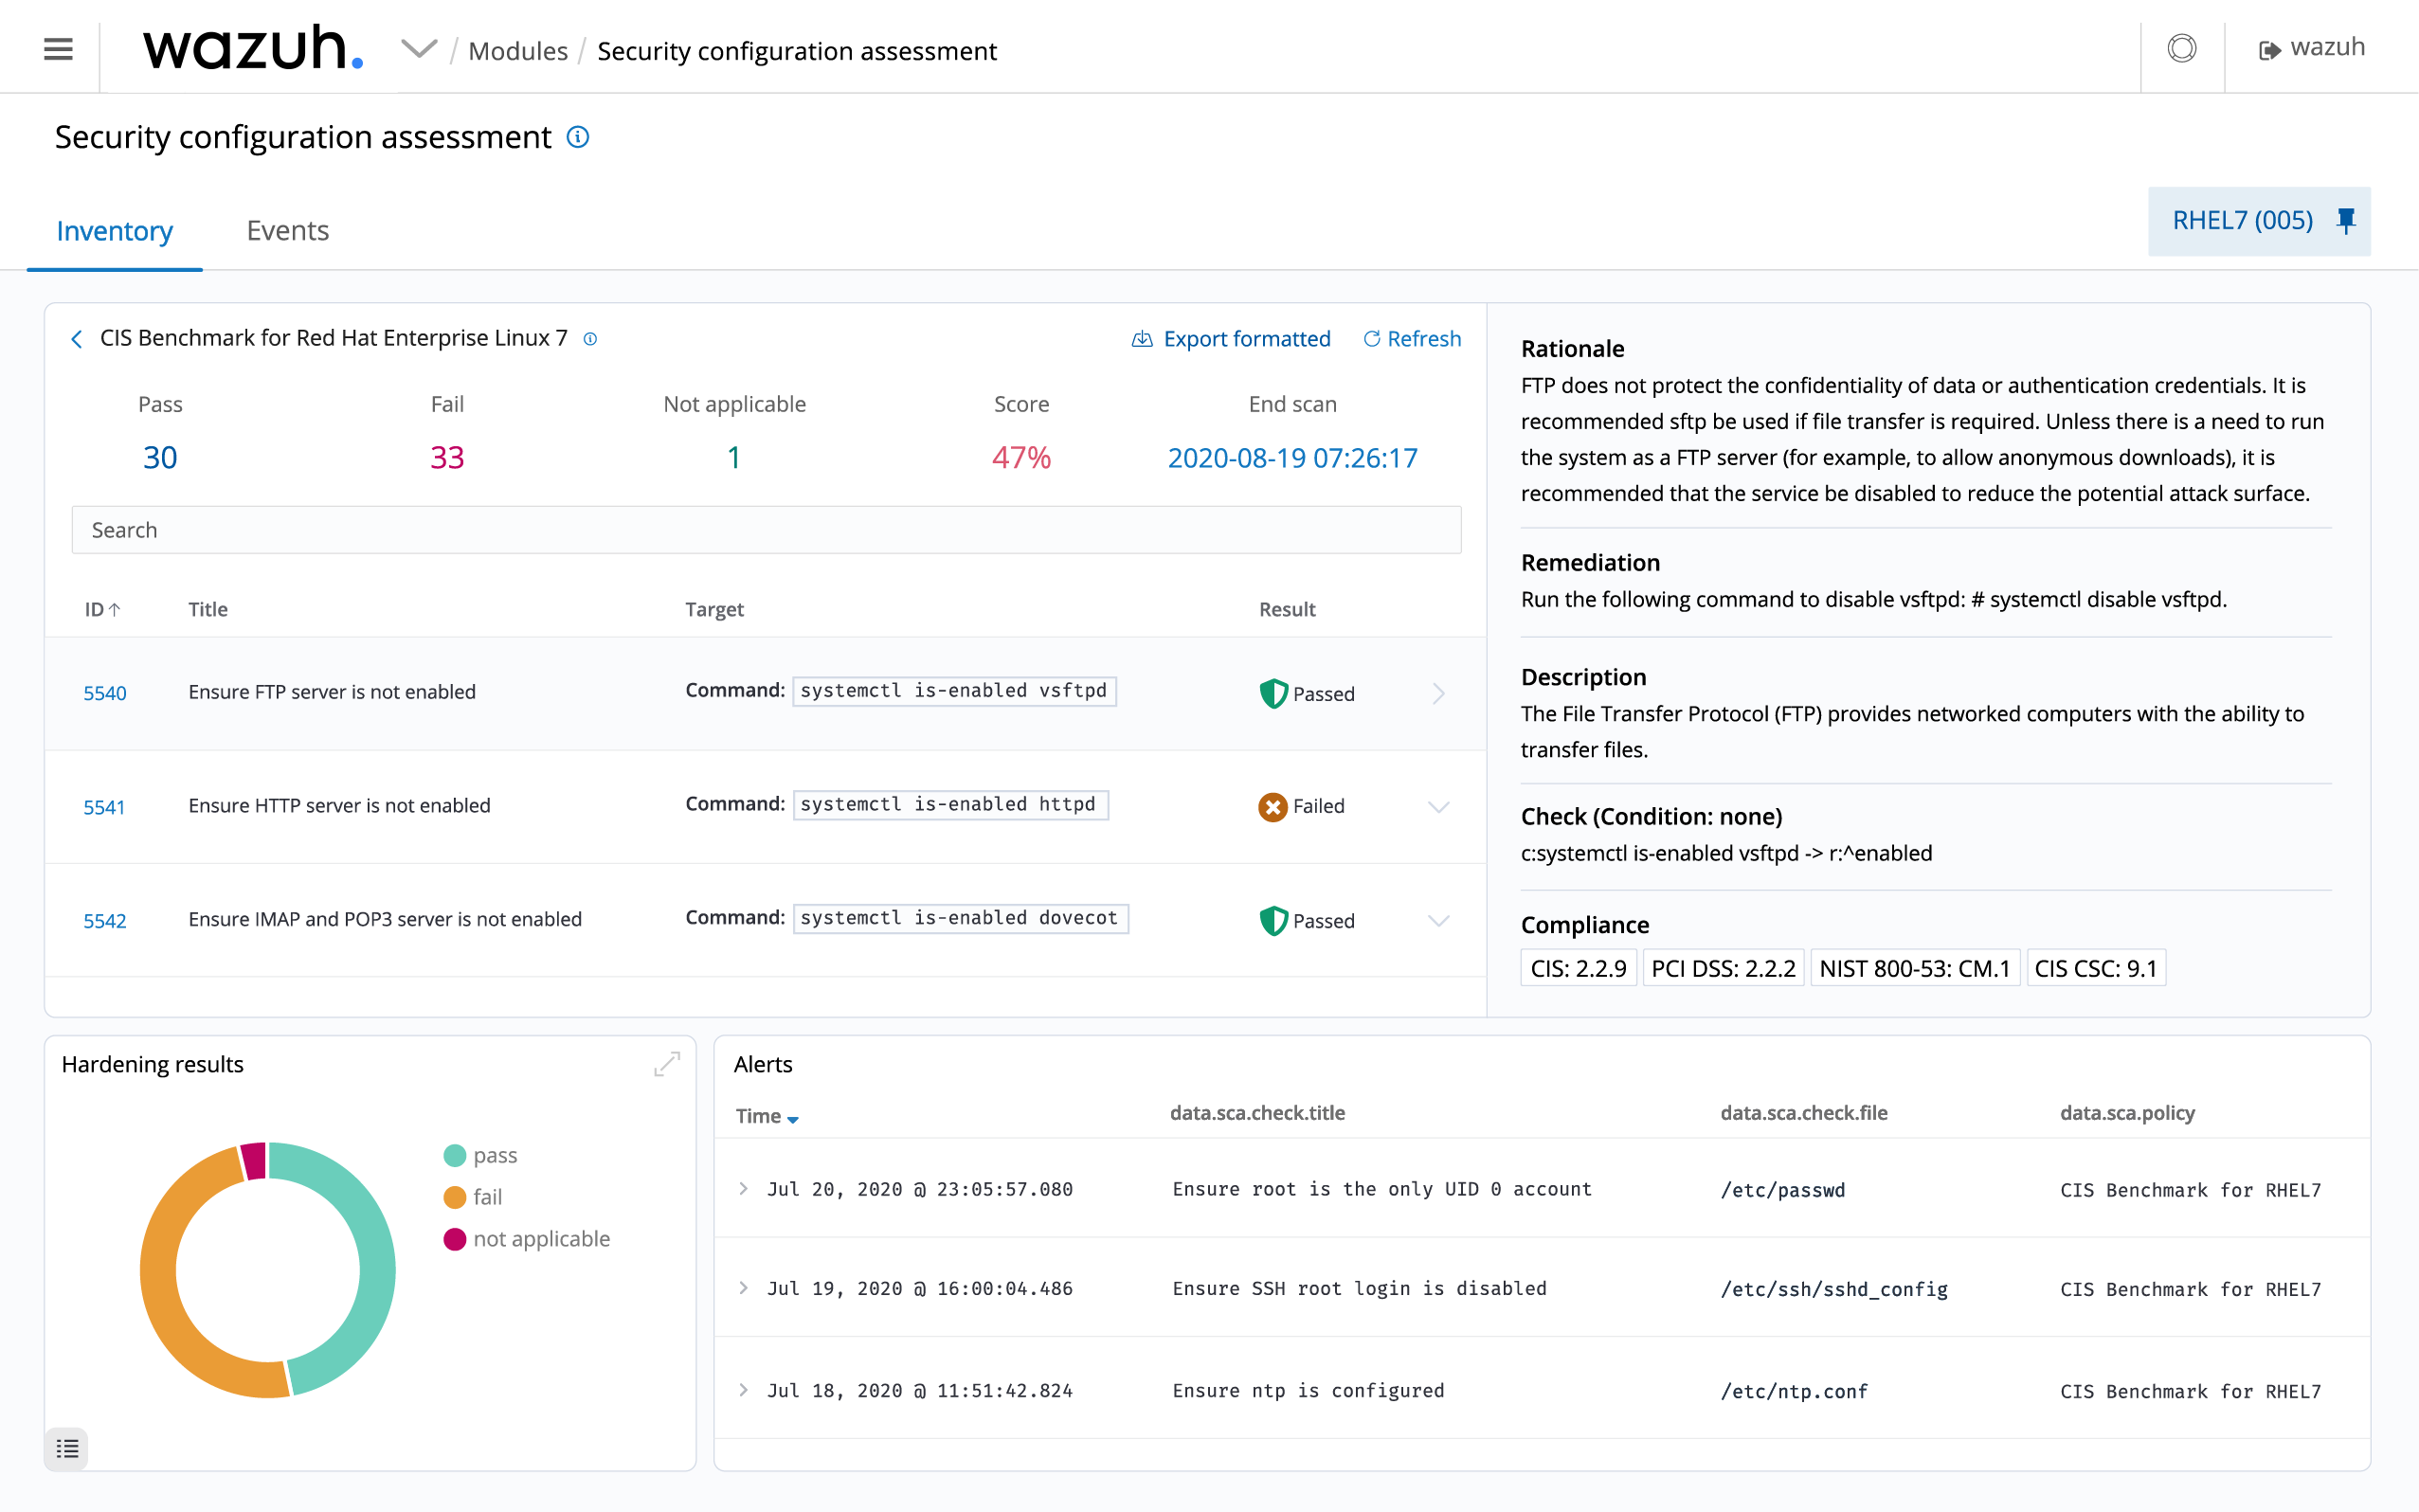 wazuh. / Modules / Security configuration assessment
wazuh
Security configuration assessment
Inventory
Events
RHEL7 (005)
CIS Benchmark for Red Hat Enterprise Linux 7
Export formatted
Refresh
Pass
Fail
Not applicable
Score
End scan
30
33
1
47%
2020-08-19 07:26:17
Search
ID Title Target Result
5540 Ensure FTP server is not enabled Command: systemctl is-enabled vsftpd Passed
5541 Ensure HTTP server is not enabled Command: systemctl is-enabled httpd Failed
5542 Ensure IMAP and POP3 server is not enabled Command: systemctl is-enabled dovecot Passed
Rationale
FTP does not protect the confidentiality of data or authentication credentials. It is
recommended sftp be used if file transfer is required. Unless there is a need to run
the system as a FTP server (for example, to allow anonymous downloads), it is
recommended that the service be disabled to reduce the potential attack surface.
Remediation
Run the following command to disable vsftpd: # systemctl disable vsftpd.
Description
The File Transfer Protocol (FTP) provides networked computers with the ability to
transfer files.
Check (Condition: none)
c:systemctl is-enabled vsftpd -> r:^enabled
Compliance
CIS: 2.2.9 PCI DSS: 2.2.2 NIST 800-53: CM.1 CIS CSC: 9.1
Hardening results
pass
fail
not applicable
Alerts
Time data.sca.check.title data.sca.check.file data.sca.policy
Jul 20, 2020 @ 23:05:57.080 Ensure root is the only UID 0 account /etc/passwd CIS Benchmark for RHEL7
Jul 19, 2020 @ 16:00:04.486 Ensure SSH root login is disabled /etc/ssh/sshd_config CIS Benchmark for RHEL7
Jul 18, 2020 @ 11:51:42.824 Ensure ntp is configured /etc/ntp.conf CIS Benchmark for RHEL7